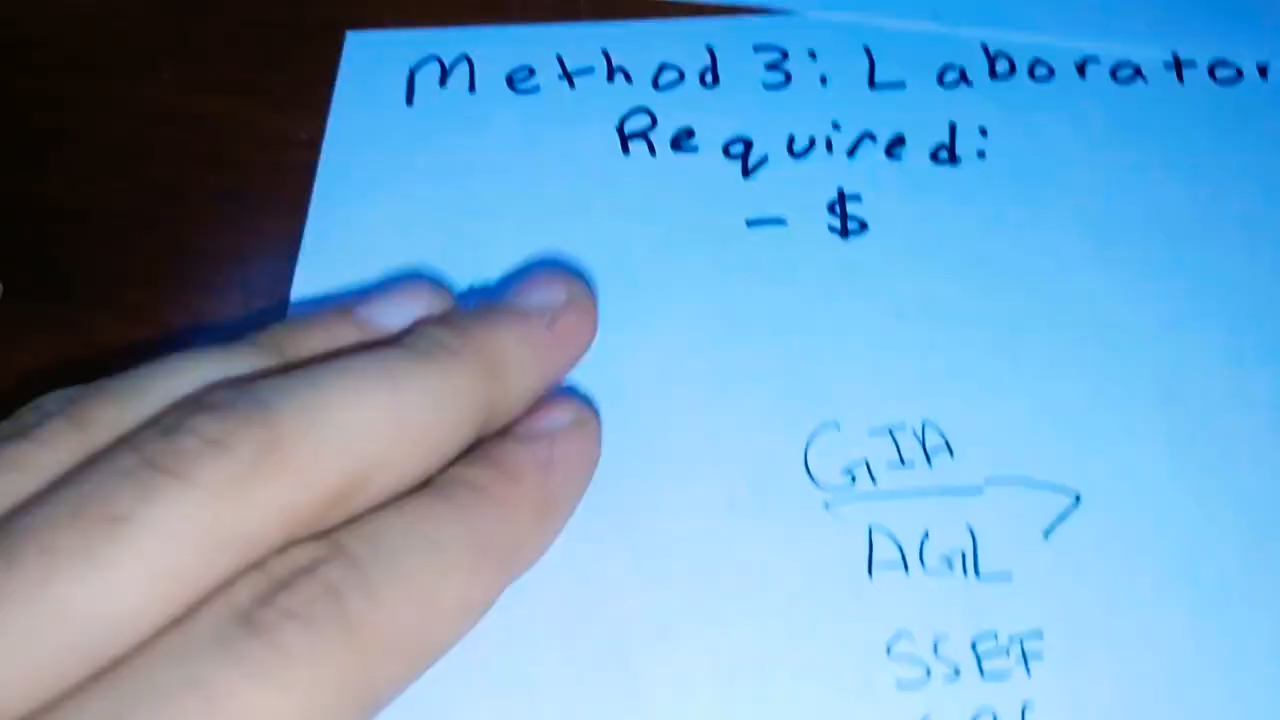 Method 3: Laborator
Required:
- $
GIA
AGL
SSEF